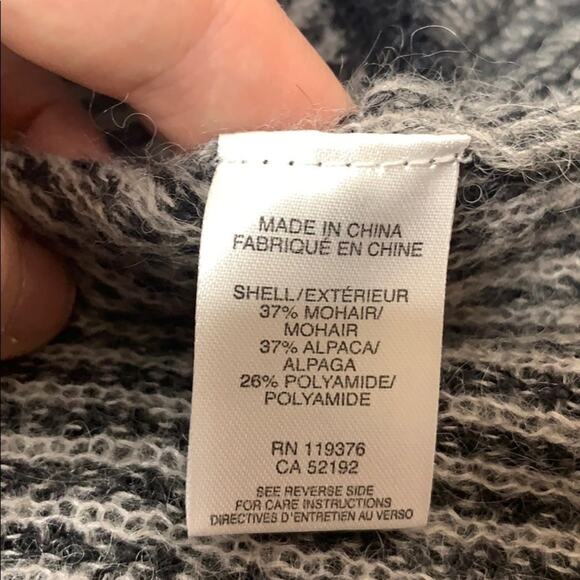 MADE IN CHINA
FABRIQUÉ EN CHINE
SHELL/EXTÉRIEUR
37% MOHAIR/
MOHAIR
37% ALPACA/
ALPAGA
26% POLYAMIDE/
POLYAMIDE
RN 119376
CA 52192
SEE REVERSE SIDE
FOR CARE INSTRUCTIONS
DIRECTIVES D'ENTRETIEN AU VERSO